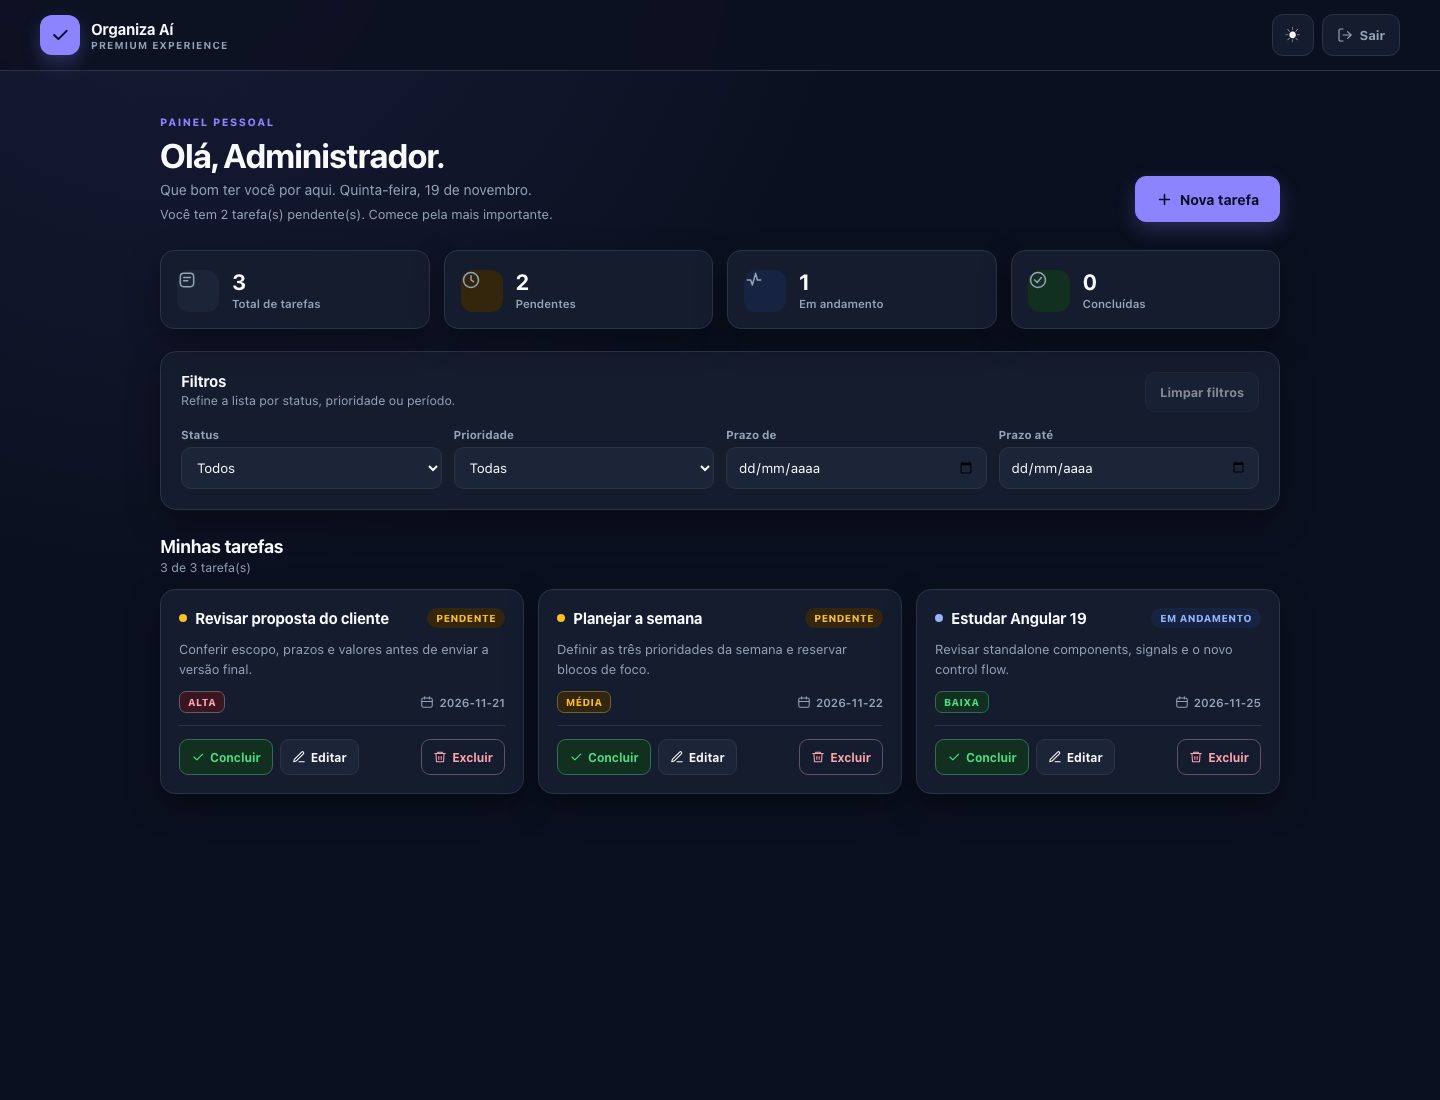 Organiza Aí
PREMIUM EXPERIENCE
Sair
PAINEL PESSOAL
Olá, Administrador.
Que bom ter você por aqui. Quinta-feira, 19 de novembro.
Você tem 2 tarefa(s) pendente(s). Comece pela mais importante.
Nova tarefa
3
Total de tarefas
2
Pendentes
1
Em andamento
0
Concluídas
Filtros
Refine a lista por status, prioridade ou período.
Limpar filtros
Status
Todos
Prioridade
Todas
Prazo de
dd/mm/aaaa
Prazo até
dd/mm/aaaa
Minhas tarefas
3 de 3 tarefa(s)
Revisar proposta do cliente
PENDENTE
Conferir escopo, prazos e valores antes de enviar a
versão final.
ALTA
2026-11-21
Concluir
Editar
Excluir
Planejar a semana
PENDENTE
Definir as três prioridades da semana e reservar
blocos de foco.
MÉDIA
2026-11-22
Concluir
Editar
Excluir
Estudar Angular 19
EM ANDAMENTO
Revisar standalone components, signals e o novo
control flow.
BAIXA
2026-11-25
Concluir
Editar
Excluir